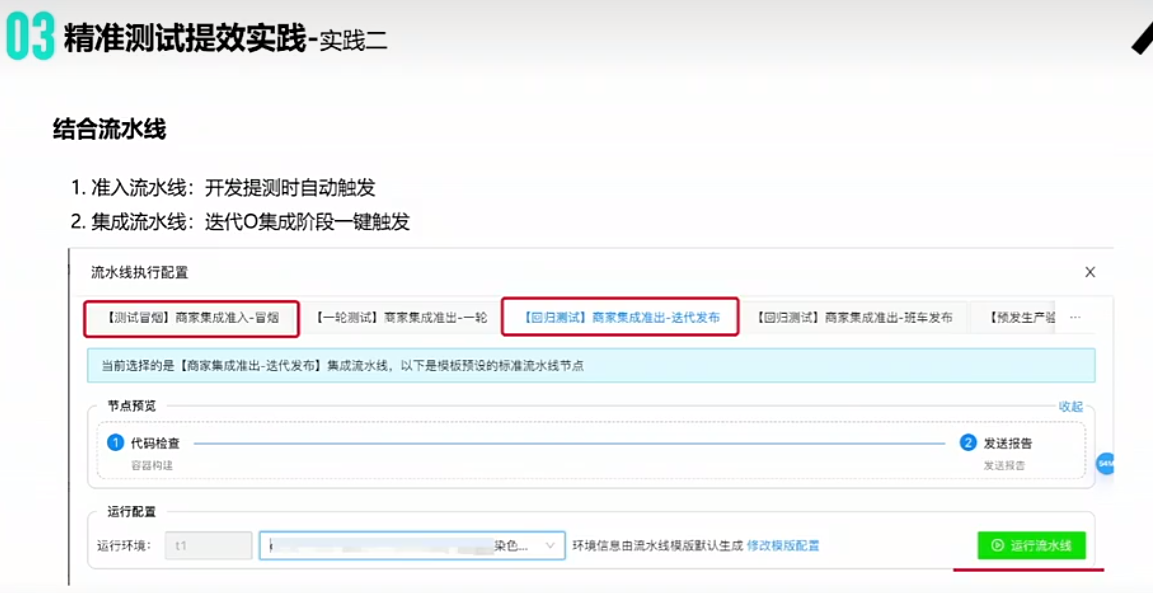 03 精准测试提效实践-实践二
结合流水线
1. 准入流水线：开发提测时自动触发
2. 集成流水线：迭代O集成阶段一键触发
流水线执行配置
【测试冒烟】商家集成准入-冒烟 【一轮测试】商家集成准出-一轮 【回归测试】商家集成准出-迭代发布 【回归测试】商家集成准出-班车发布 【预发生产验 ...
当前选择的是【商家集成准出-迭代发布】集成流水线，以下是模板预设的标准流水线节点
节点预览 收起
1 代码检查 2 发送报告
容器构建 发送报告
运行配置
运行环境： t1 染色... 环境信息由流水线模版默认生成 修改模版配置 运行流水线